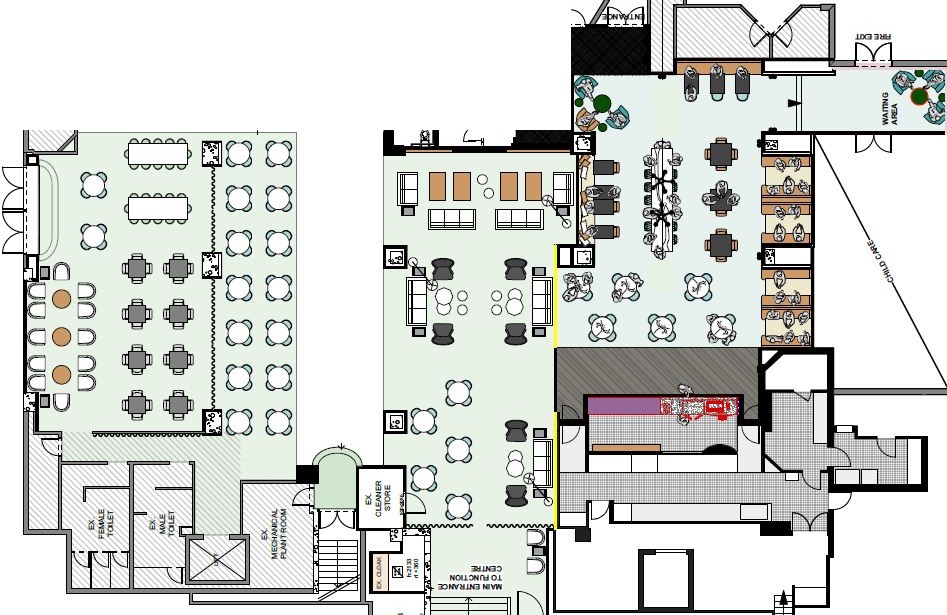 ENTRANCE
FIRE EXIT
WAITING
AREA
CHILD CARE
EX.
FEMALE
TOILET
EX.
MALE
TOILET
LIFT
EX.
MECHANICAL
PLANT ROOM
EX.
CLEANER
STORE
EX. CLOAK
MAIN ENTRANCE
TO FUNCTION
CENTRE